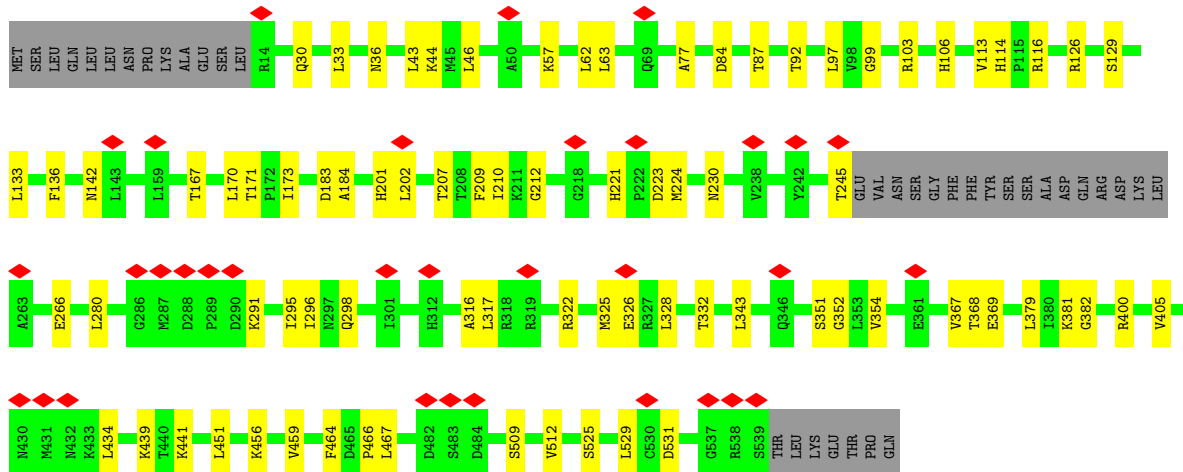 MET SER LEU GLN LEU LEU ASN PRO LYS ALA GLU SER LEU R14 Q30 L33 N36 L43 K44 M45 L46 A50 K57 L62 L63 Q69 A77 D84 T87 T92 L97 V98 G99 R103 H106 V113 H114 P115 R116 R126 S129
L133 F136 N142 L143 L159 T167 L170 T171 P172 I173 D183 A184 H201 L202 T207 T208 F209 I210 K211 G212 G218 H221 P222 D223 M224 N230 V238 Y242 T245 GLU VAL ASN SER GLY PHE PHE TYR SER SER ALA ASP GLN ARG ASP LYS LEU
A263 E266 L280 G286 M287 D288 P289 D290 K291 I295 I296 N297 Q298 I301 H312 A316 L317 R318 R319 R322 M325 E326 R327 L328 T332 L343 Q346 S351 G352 L353 V354 E361 V367 T368 E369 L379 I380 K381 G382 R400 V405
N430 M431 N432 K433 L434 K439 T440 K441 L451 K456 V459 F464 D465 P466 L467 D482 S483 D484 S509 V512 S525 L529 C530 D531 G537 R538 S539 THR LEU LYS GLU THR PRO GLN